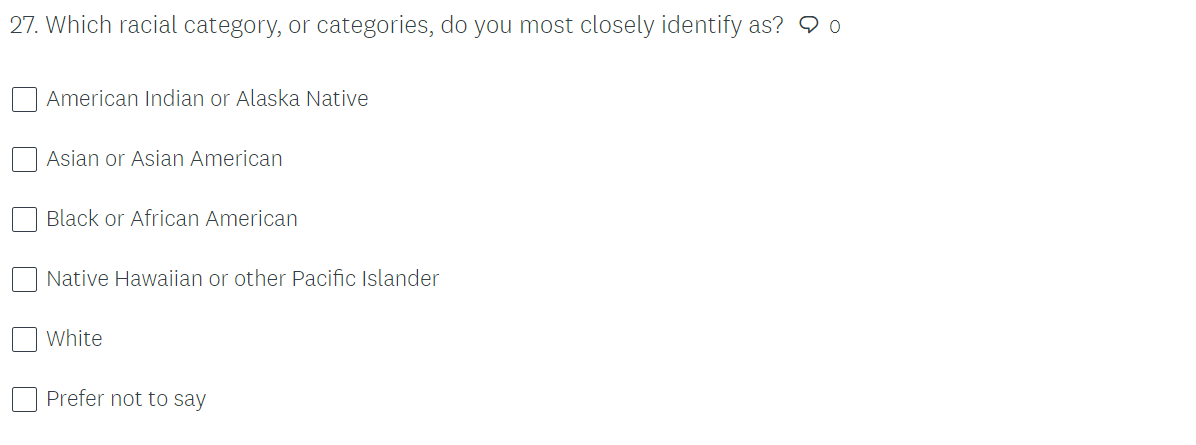 27. Which racial category, or categories, do you most closely identify as? 0
American Indian or Alaska Native
Asian or Asian American
Black or African American
Native Hawaiian or other Pacific Islander
White
Prefer not to say